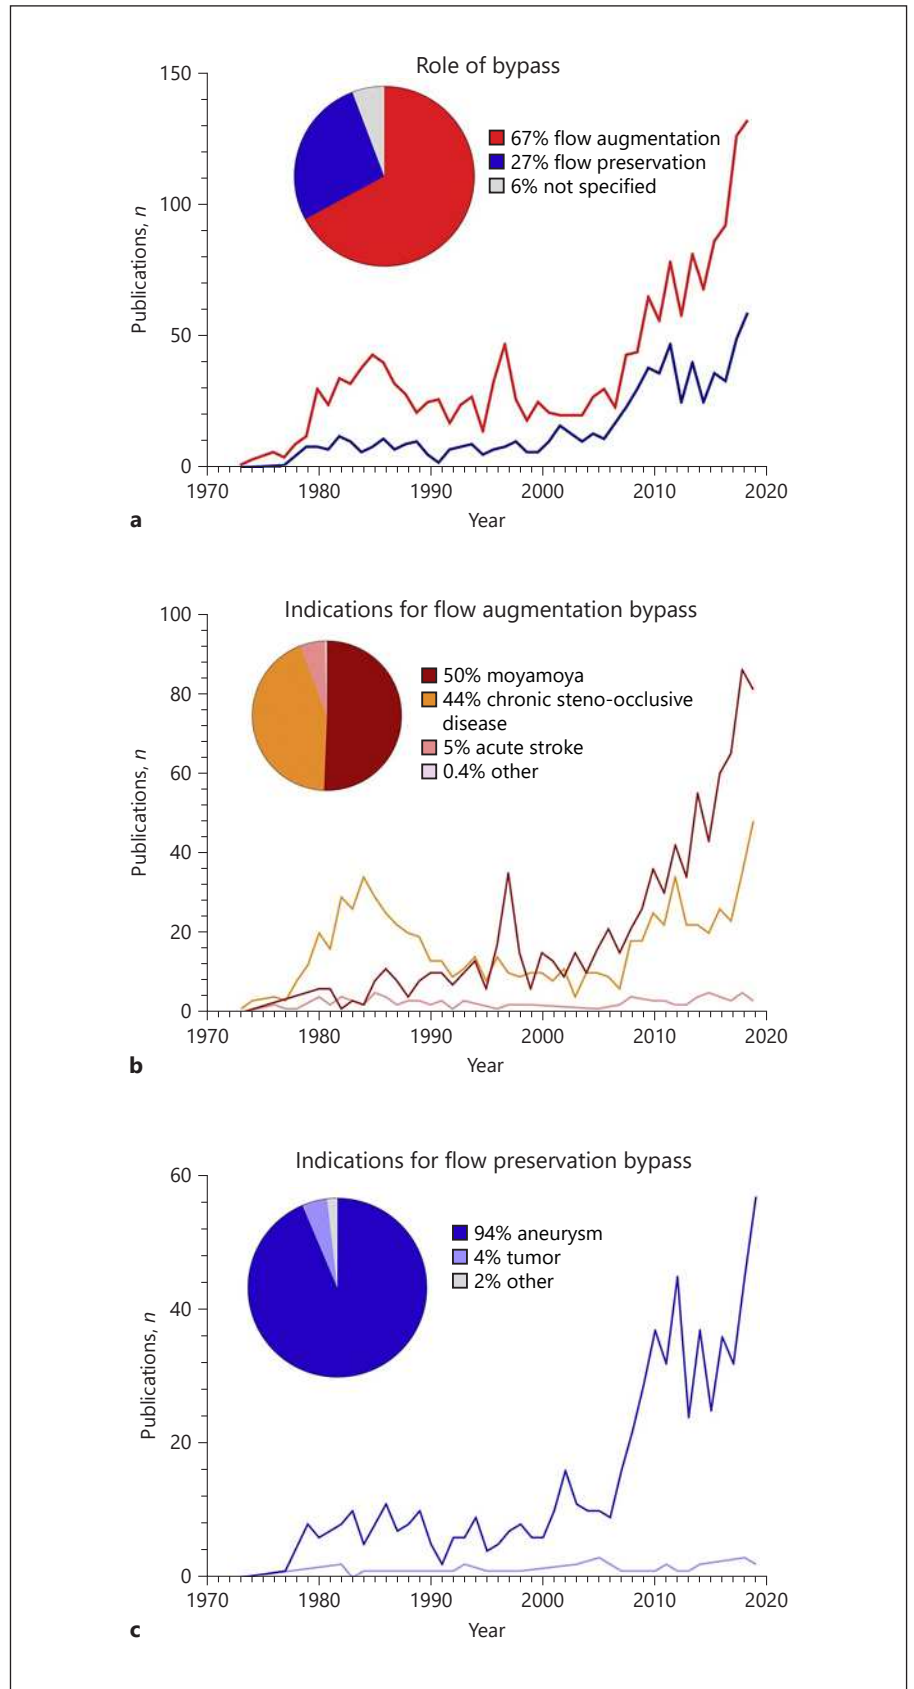 Role of bypass
150
100
50
0
Publications, n
67% flow augmentation
27% flow preservation
6% not specified
1970 1980 1990 2000 2010 2020
Year
a
Indications for flow augmentation bypass
100
80
60
40
20
0
Publications, n
50% moyamoya
44% chronic steno-occlusive
disease
5% acute stroke
0.4% other
1970 1980 1990 2000 2010 2020
Year
b
Indications for flow preservation bypass
60
40
20
0
Publications, n
94% aneurysm
4% tumor
2% other
1970 1980 1990 2000 2010 2020
Year
c